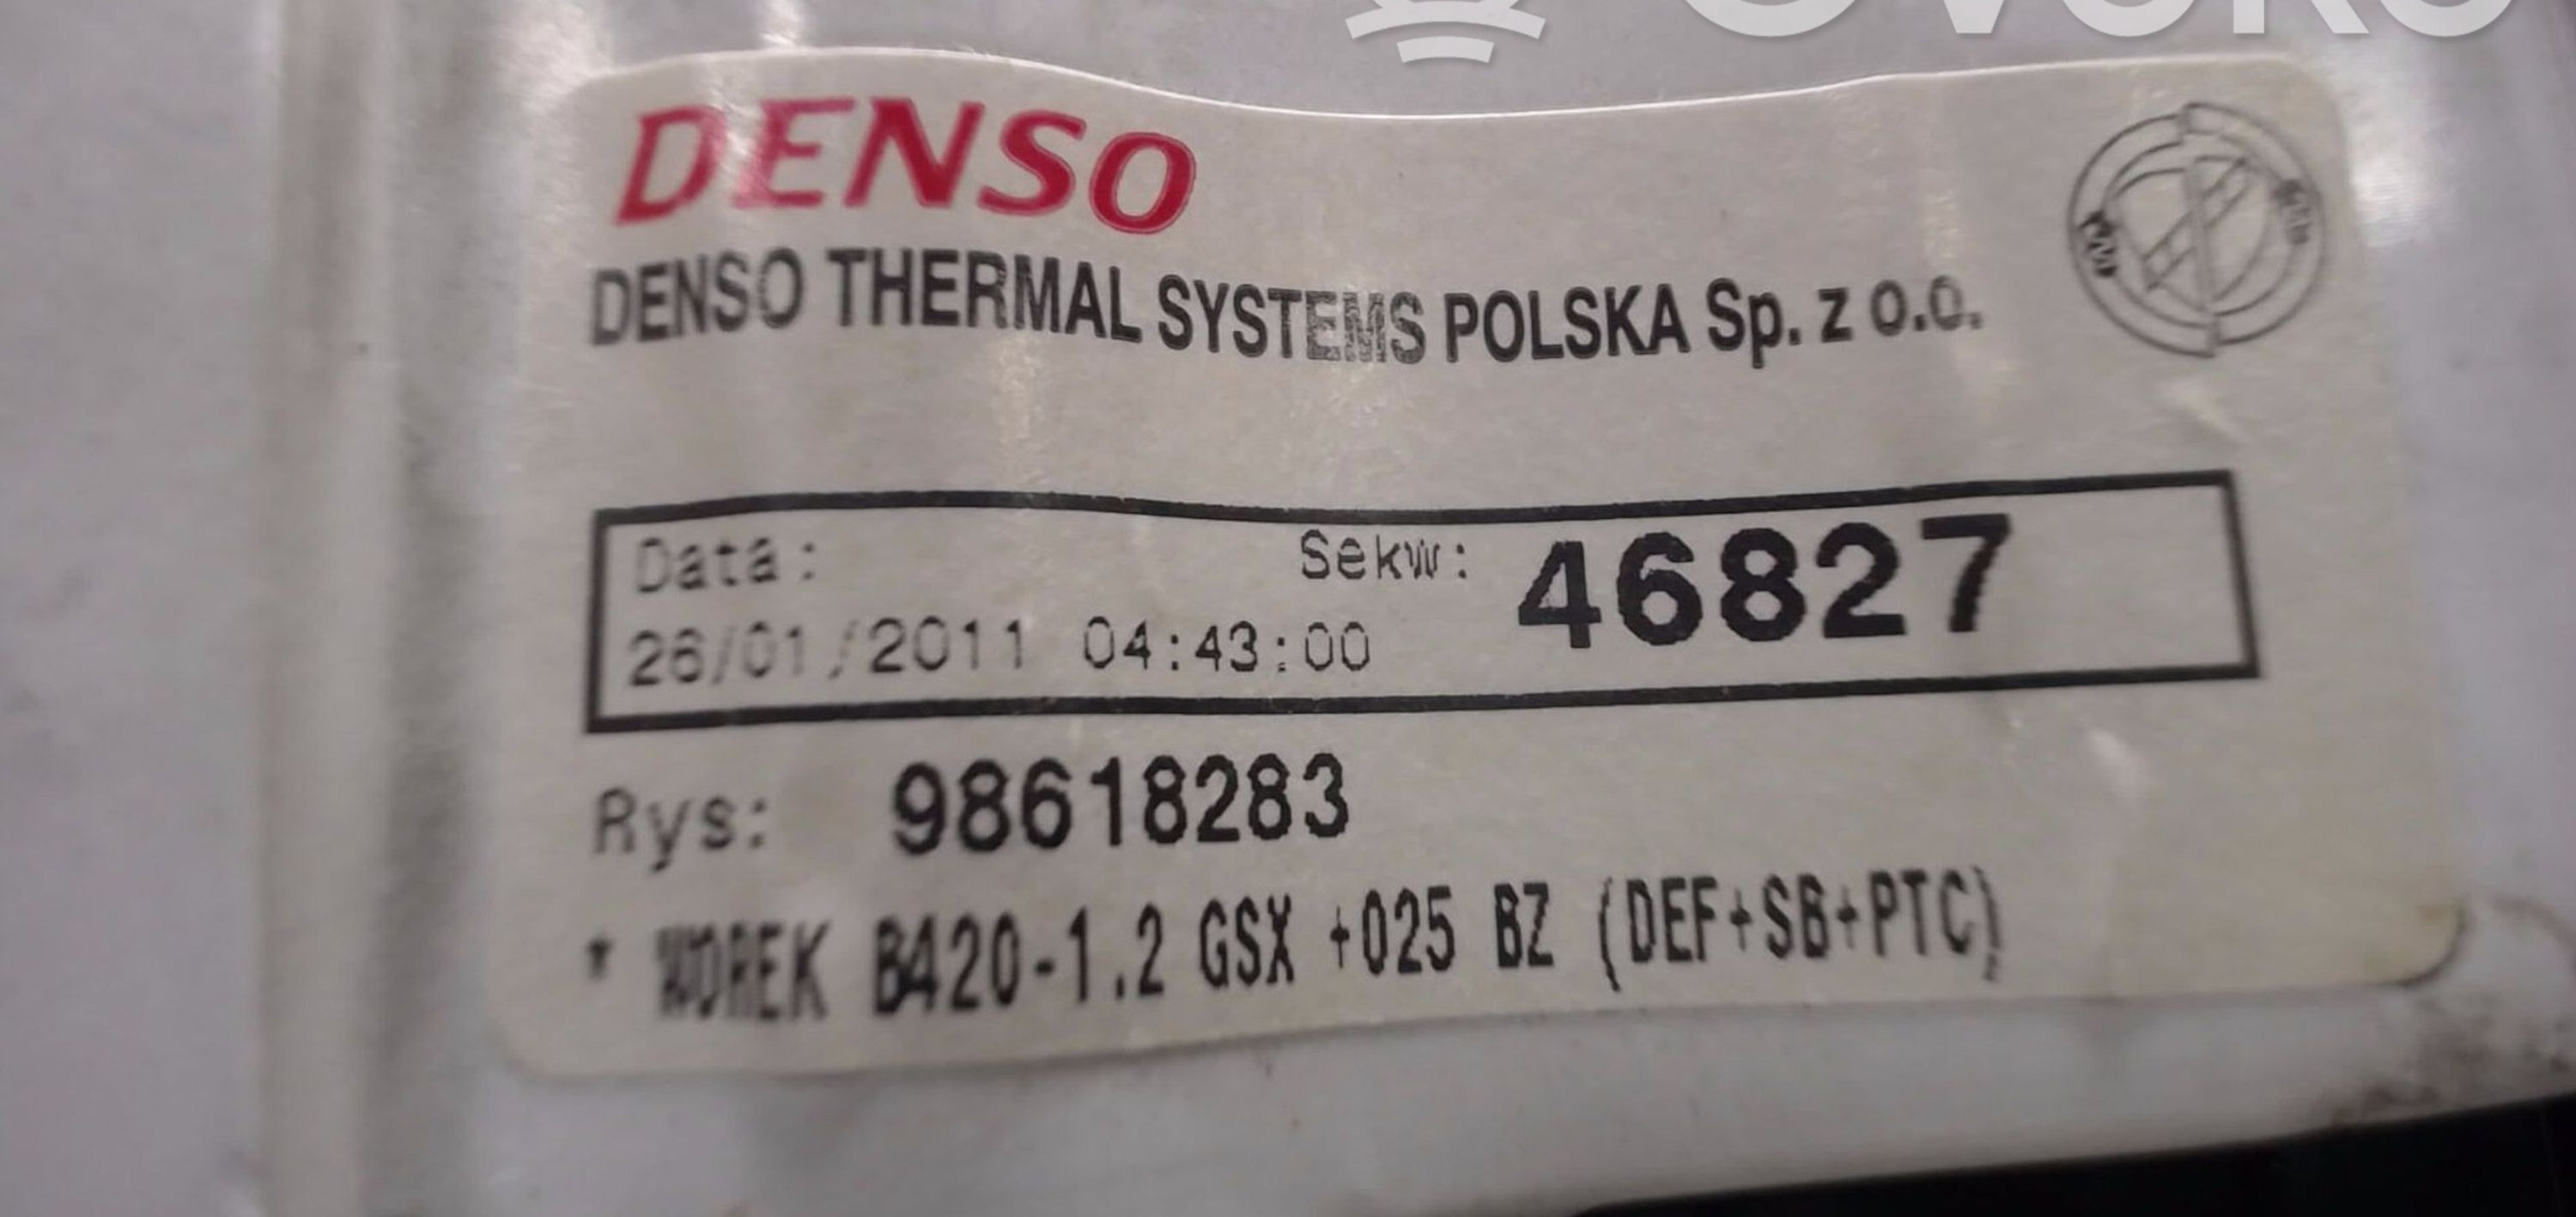 DENSO
DENSO THERMAL SYSTEMS POLSKA Sp. z o.o.
Data: Sekw: 46827
26/01/2011 04:43:00
Rys: 98618283
* WOREK B420-1.2 GSX +025 BZ (DEF+SB+PTC)